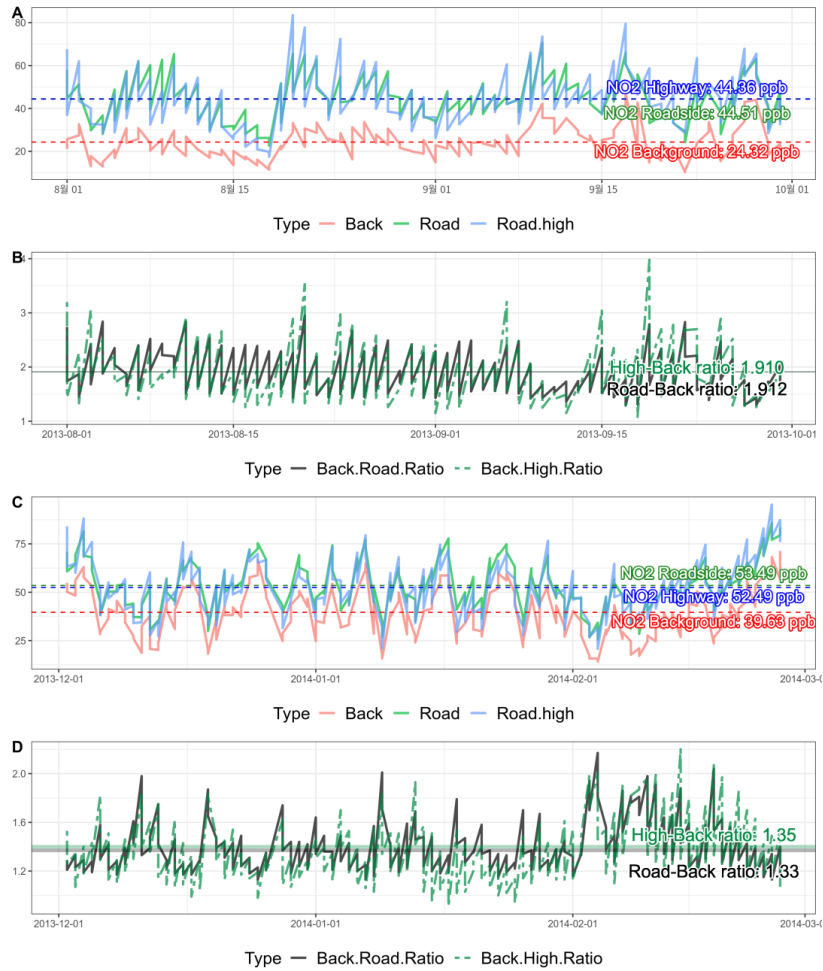 A
80
60
40
20
NO2 Highway: 44.36 ppb
NO2 Roadside: 44.51 ppb
NO2 Background: 24.32 ppb
8월 01
8월 15
9월 01
9월 15
10월 01
Type Back Road Road.high
B
4
3
2
1
High-Back ratio: 1.910
Road-Back ratio: 1.912
2013-08-01
2013-08-15
2013-09-01
2013-09-15
2013-10-01
Type Back.Road.Ratio Back.High.Ratio
C
75
50
25
NO2 Roadside: 53.49 ppb
NO2 Highway: 52.49 ppb
NO2 Background: 39.63 ppb
2013-12-01
2014-01-01
2014-02-01
2014-03-0
Type Back Road Road.high
D
2.0
1.6
1.2
High-Back ratio: 1.35
Road-Back ratio: 1.33
2013-12-01
2014-01-01
2014-02-01
2014-03-0
Type Back.Road.Ratio Back.High.Ratio